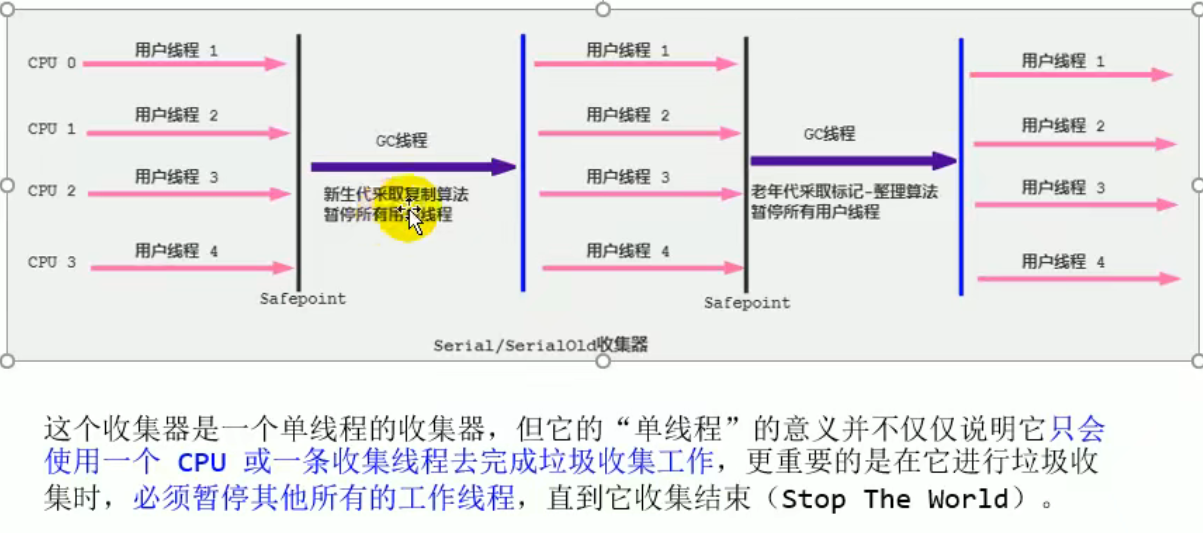 用户线程 1
用户线程 1
用户线程 1
CPU 0
用户线程 2
用户线程 2
用户线程 2
CPU 1
GC线程
GC线程
用户线程 3
用户线程 3
用户线程 3
CPU 2
新生代采取复制算法
暂停所有用户线程
老年代采取标记-整理算法
暂停所有用户线程
用户线程 4
用户线程 4
用户线程 4
CPU 3
Safepoint
Safepoint
Serial/SerialOld收集器
这个收集器是一个单线程的收集器，但它的“单线程”的意义并不仅仅说明它只会
使用一个 CPU 或一条收集线程去完成垃圾收集工作，更重要的是在它进行垃圾收
集时，必须暂停其他所有的工作线程，直到它收集结束（Stop The World）。